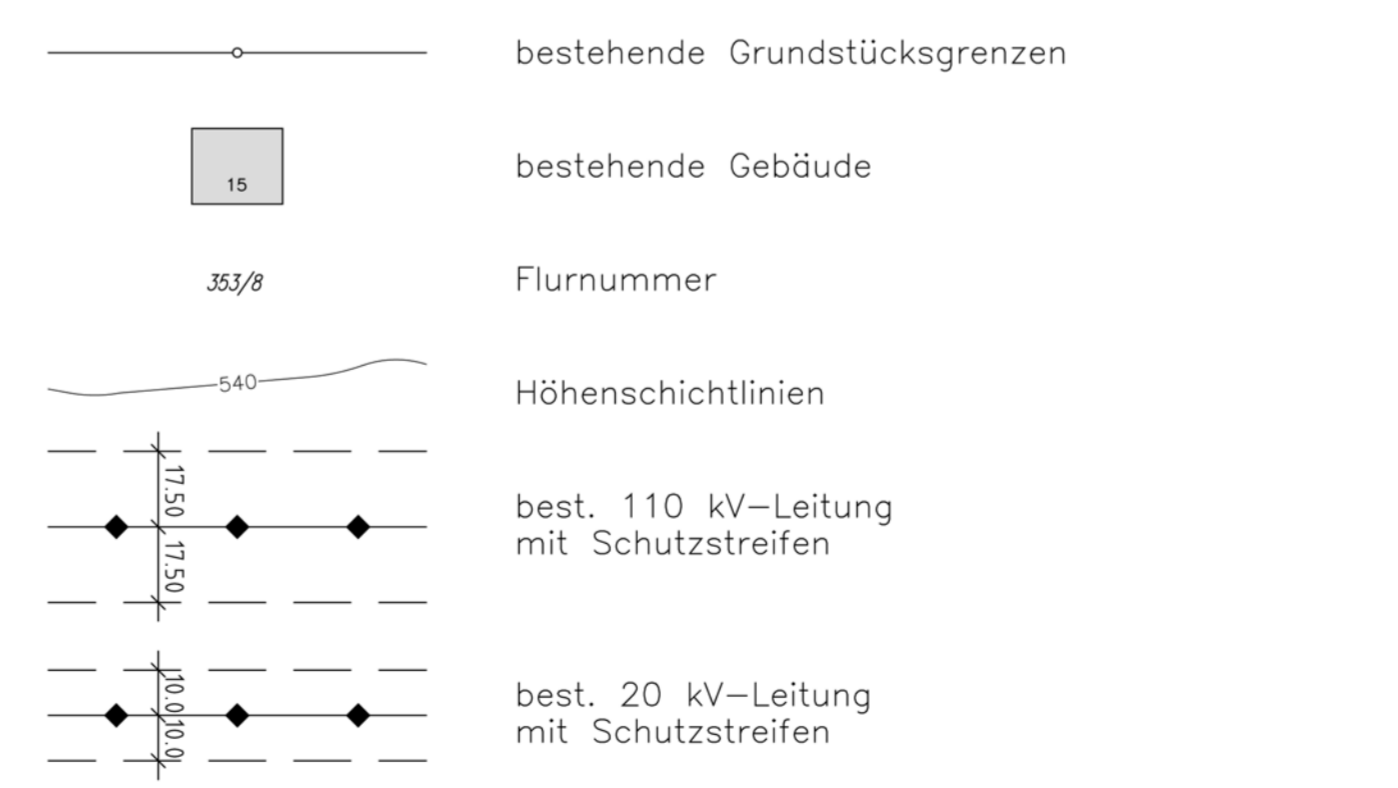 bestehende Grundstücksgrenzen
15
bestehende Gebäude
353/8
Flurnummer
540
Höhenschichtlinien
17.50
17.50
best. 110 kV–Leitung
mit Schutzstreifen
10.0
10.0
best. 20 kV–Leitung
mit Schutzstreifen